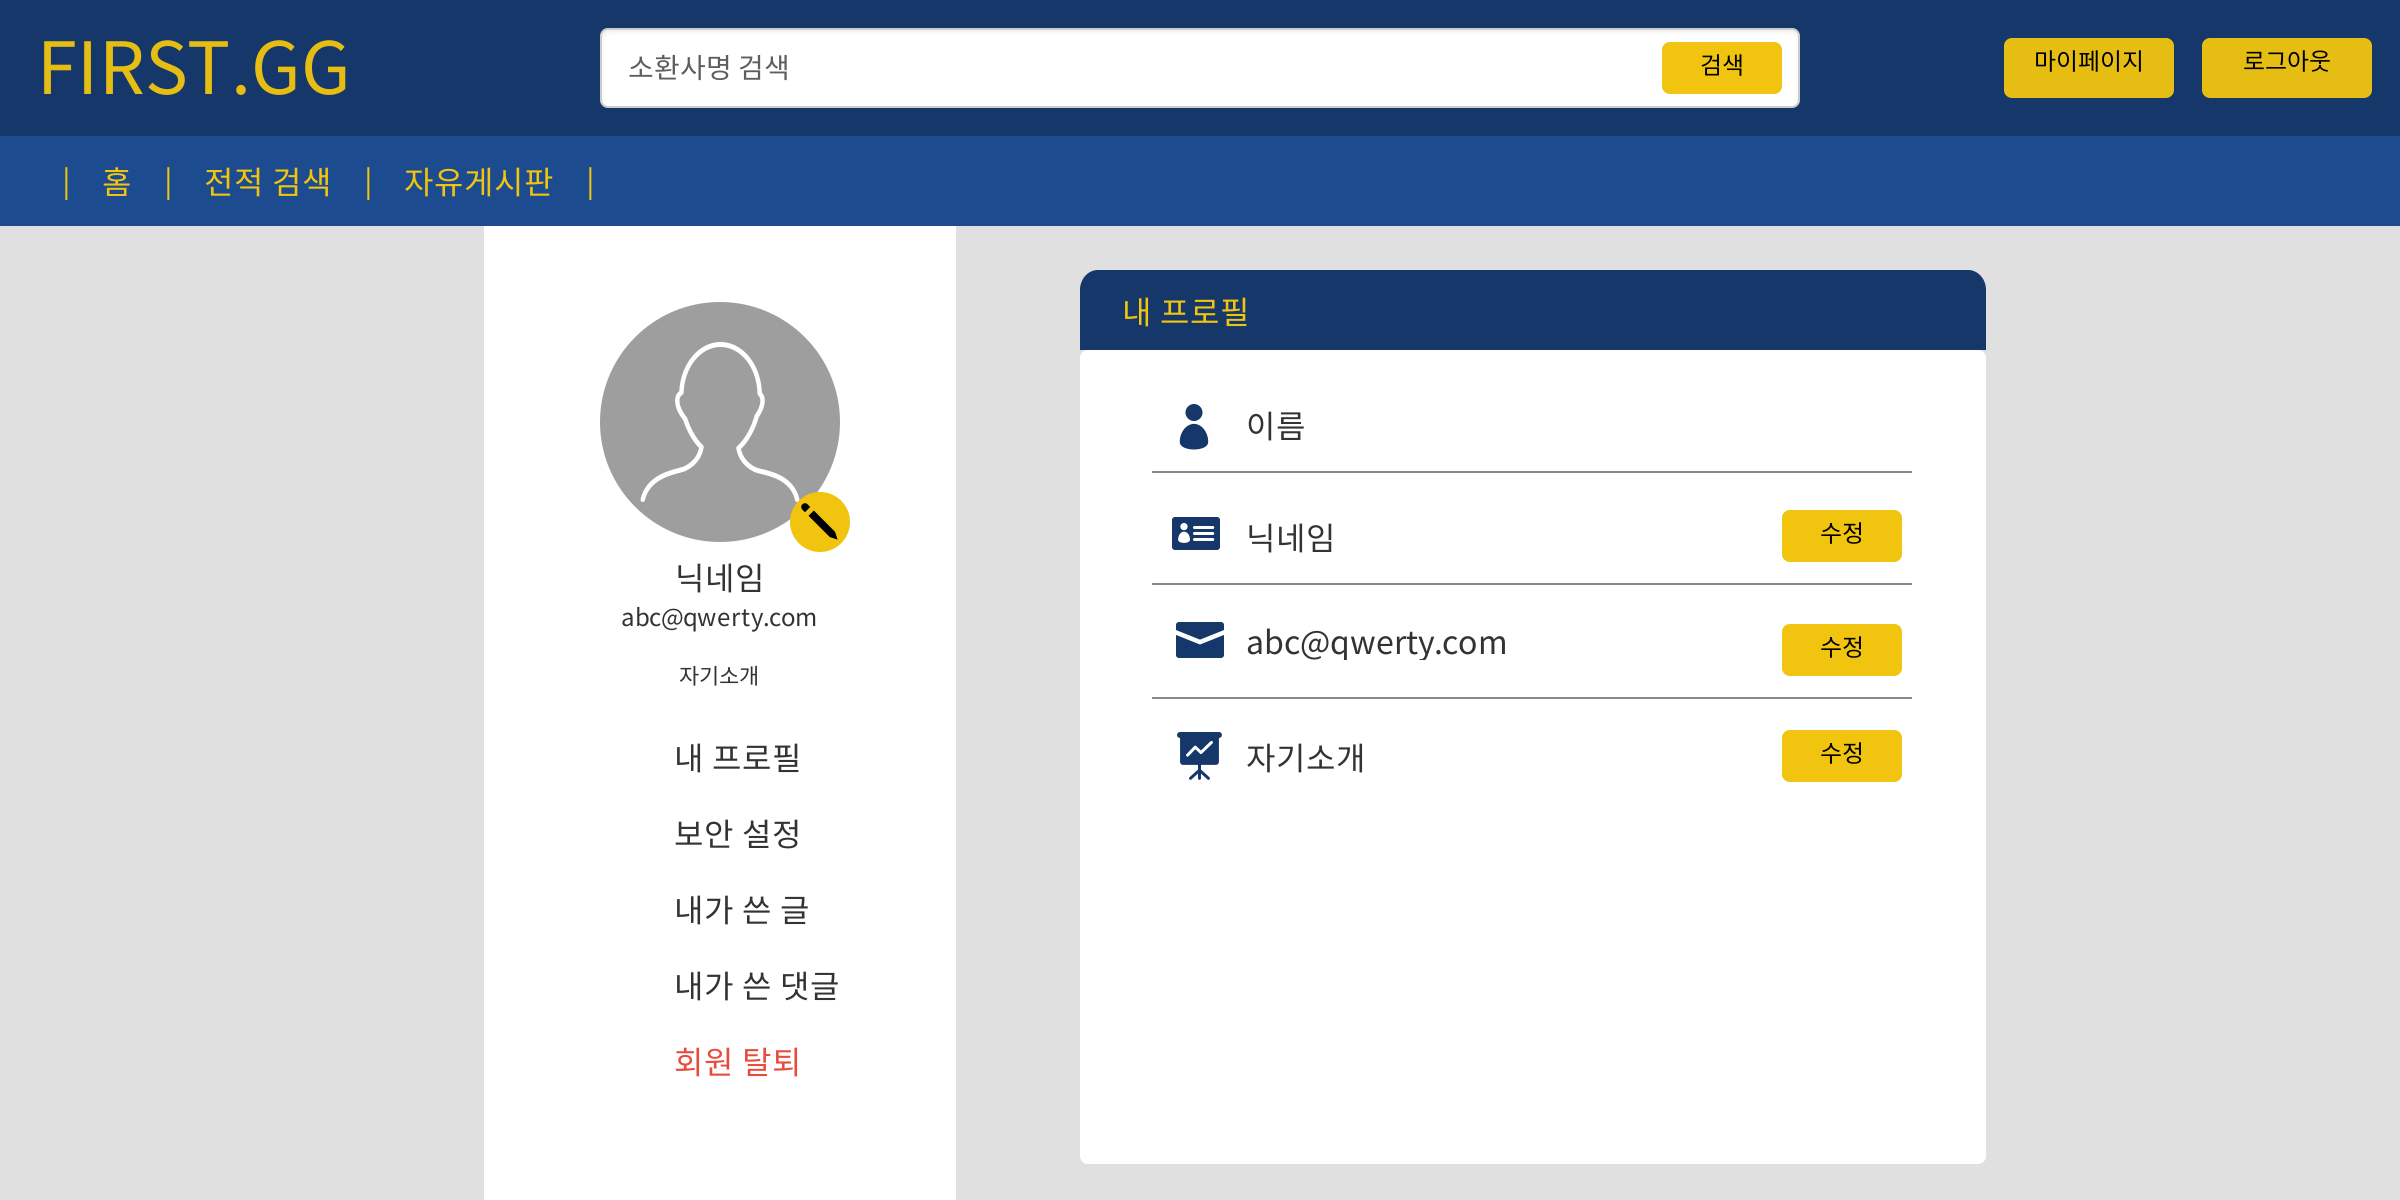 FIRST.GG
소환사명 검색
검색
마이페이지
로그아웃
| 홈 | 전적 검색 | 자유게시판 |
닉네임
abc@qwerty.com
자기소개
내 프로필
보안 설정
내가 쓴 글
내가 쓴 댓글
회원 탈퇴
내 프로필
이름
닉네임
수정
abc@qwerty.com
수정
자기소개
수정